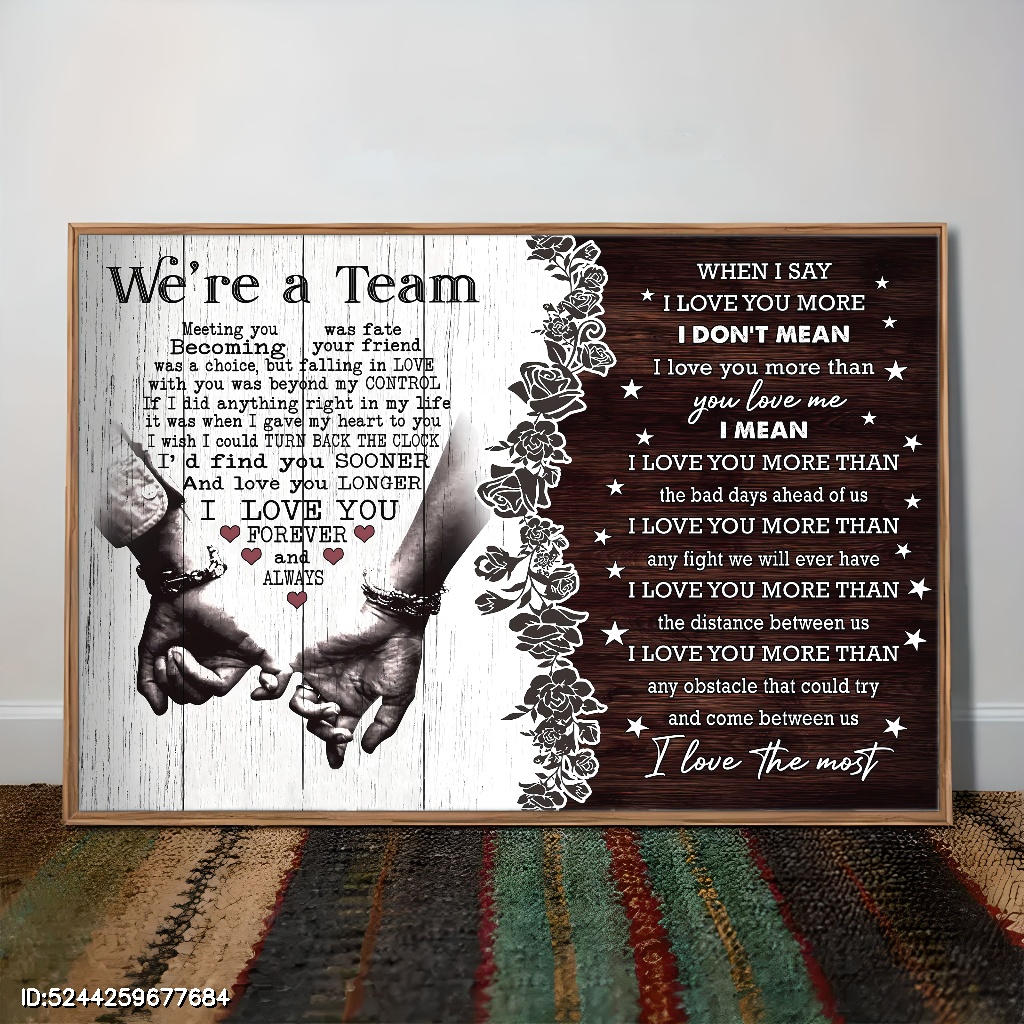 We're a Team
Meeting you was fate
Becoming your friend
was a choice, but falling in LOVE
with you was beyond my CONTROL
If I did anything right in my life
it was when I gave my heart to you
I wish I could TURN BACK THE CLOCK
I'd find you SOONER
And love you LONGER
I LOVE YOU
FOREVER
and
ALWAYS
WHEN I SAY
I LOVE YOU MORE
I DON'T MEAN
I love you more than
you love me
I MEAN
I LOVE YOU MORE THAN
the bad days ahead of us
I LOVE YOU MORE THAN
any fight we will ever have
I LOVE YOU MORE THAN
the distance between us
I LOVE YOU MORE THAN
any obstacle that could try
and come between us
I love the most
ID:5244259677684